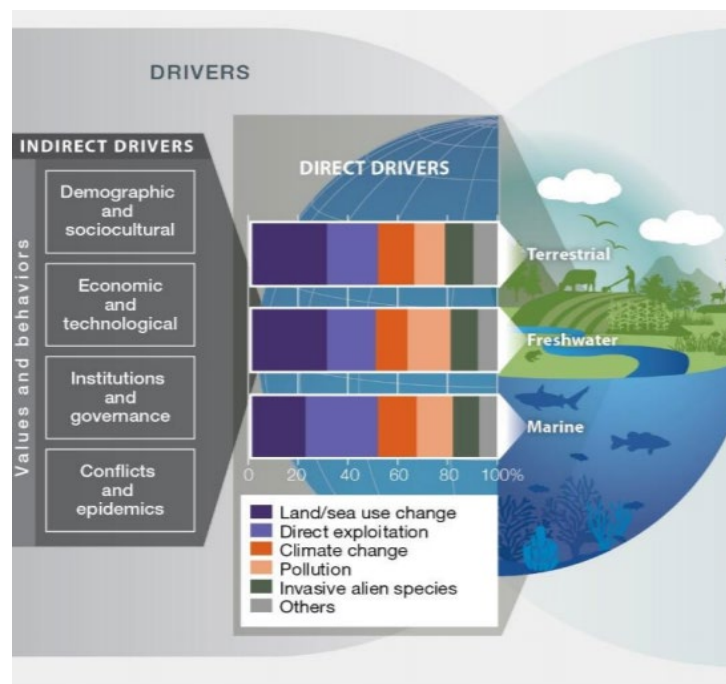 DRIVERS
INDIRECT DRIVERS
Values and behaviors
Demographic
and
sociocultural
Economic
and
technological
Institutions
and
governance
Conflicts
and
epidemics
DIRECT DRIVERS
Terrestrial
Freshwater
Marine
0 20 40 60 80 100%
Land/sea use change
Direct exploitation
Climate change
Pollution
Invasive alien species
Others